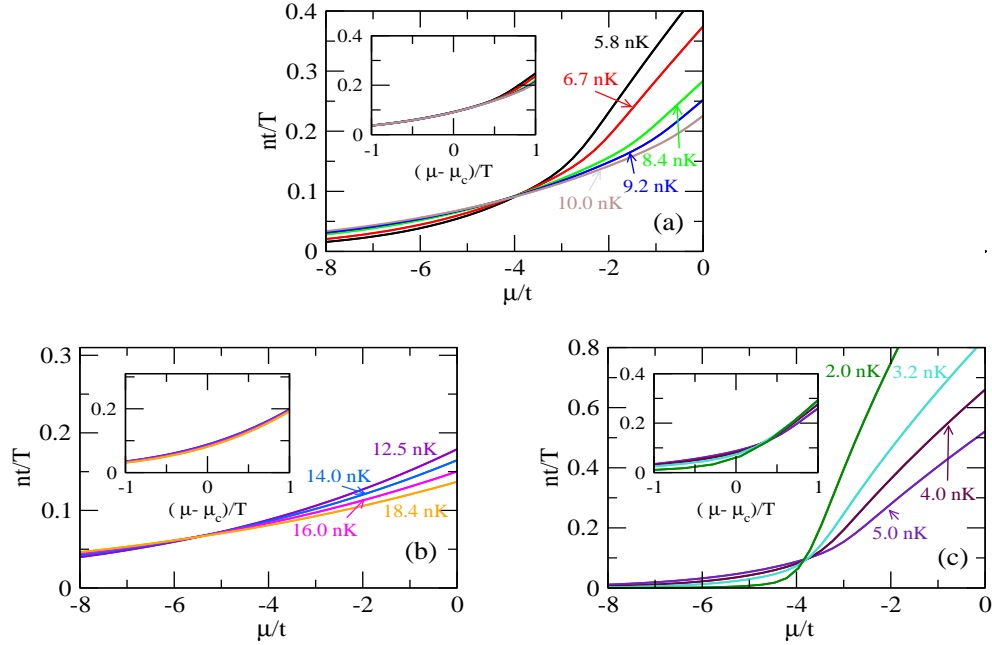 0.4
0.3
0.2
0.1
0
nt/T
-8
-6
-4
-2
0
μ/t
0.4
0.2
0
-1
0
1
(μ- μc)/T
5.8 nK
6.7 nK
8.4 nK
9.2 nK
10.0 nK
(a)
0.3
0.2
0.1
0
nt/T
-8
-6
-4
-2
0
μ/t
0.2
0
-1
0
1
(μ- μc)/T
12.5 nK
14.0 nK
16.0 nK
18.4 nK
(b)
0.8
0.6
0.4
0.2
0
nt/T
-8
-6
-4
-2
0
μ/t
0.4
0.2
0
-1
0
1
(μ- μc)/T
2.0 nK
3.2 nK
4.0 nK
5.0 nK
(c)